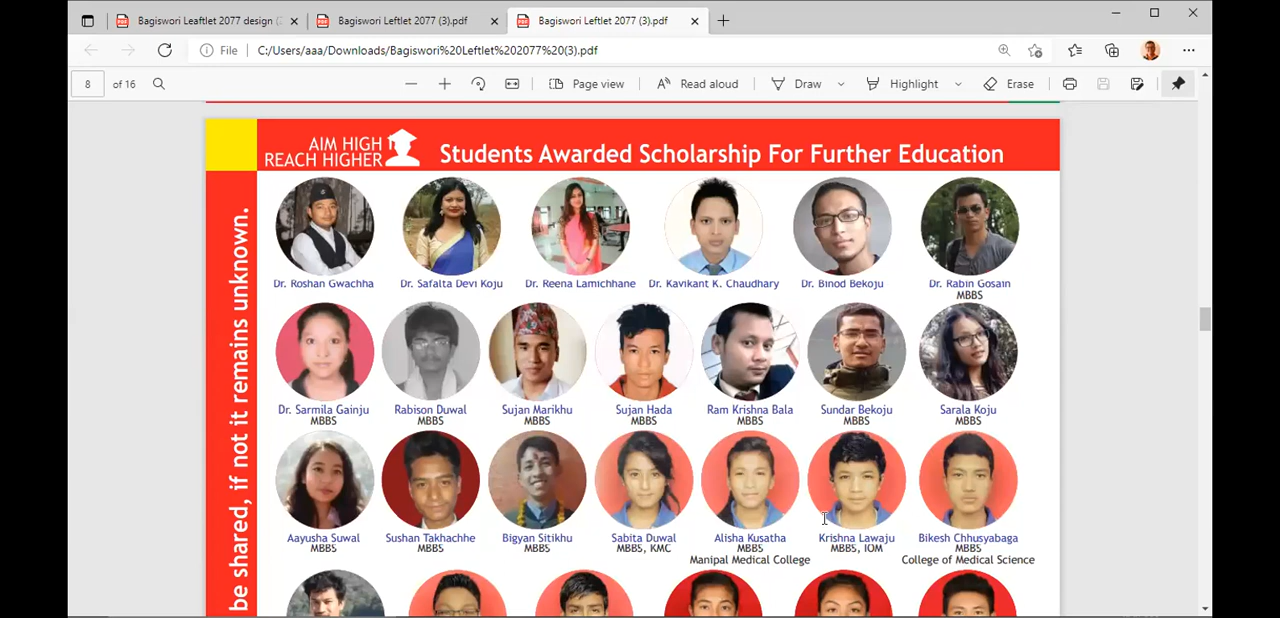 Bagiswori Leaftlet 2077 design (
Bagiswori Leftlet 2077 (3).pdf
Bagiswori Leftlet 2077 (3).pdf
File
C:/Users/aaa/Downloads/Bagiswori%20Leftlet%202077%20(3).pdf
8 of 16
Page view
Read aloud
Draw
Highlight
Erase
AIM HIGH
REACH HIGHER
Students Awarded Scholarship For Further Education
be shared, if not it remains unknown.
Dr. Roshan Gwachha
Dr. Safalta Devi Koju
Dr. Reena Lamichhane
Dr. Kavikant K. Chaudhary
Dr. Binod Bekoju
Dr. Rabin Gosain
MBBS
Dr. Sarmila Gainju
MBBS
Rabison Duwal
MBBS
Sujan Marikhu
MBBS
Sujan Hada
MBBS
Ram Krishna Bala
MBBS
Sundar Bekoju
MBBS
Sarala Koju
MBBS
Aayusha Suwal
MBBS
Sushan Takhachhe
MBBS
Bigyan Sitikhu
MBBS
Sabita Duwal
MBBS, KMC
Alisha Kusatha
MBBS
Manipal Medical College
Krishna Lawaju
MBBS, IOM
Bikesh Chhusyabaga
MBBS
College of Medical Science